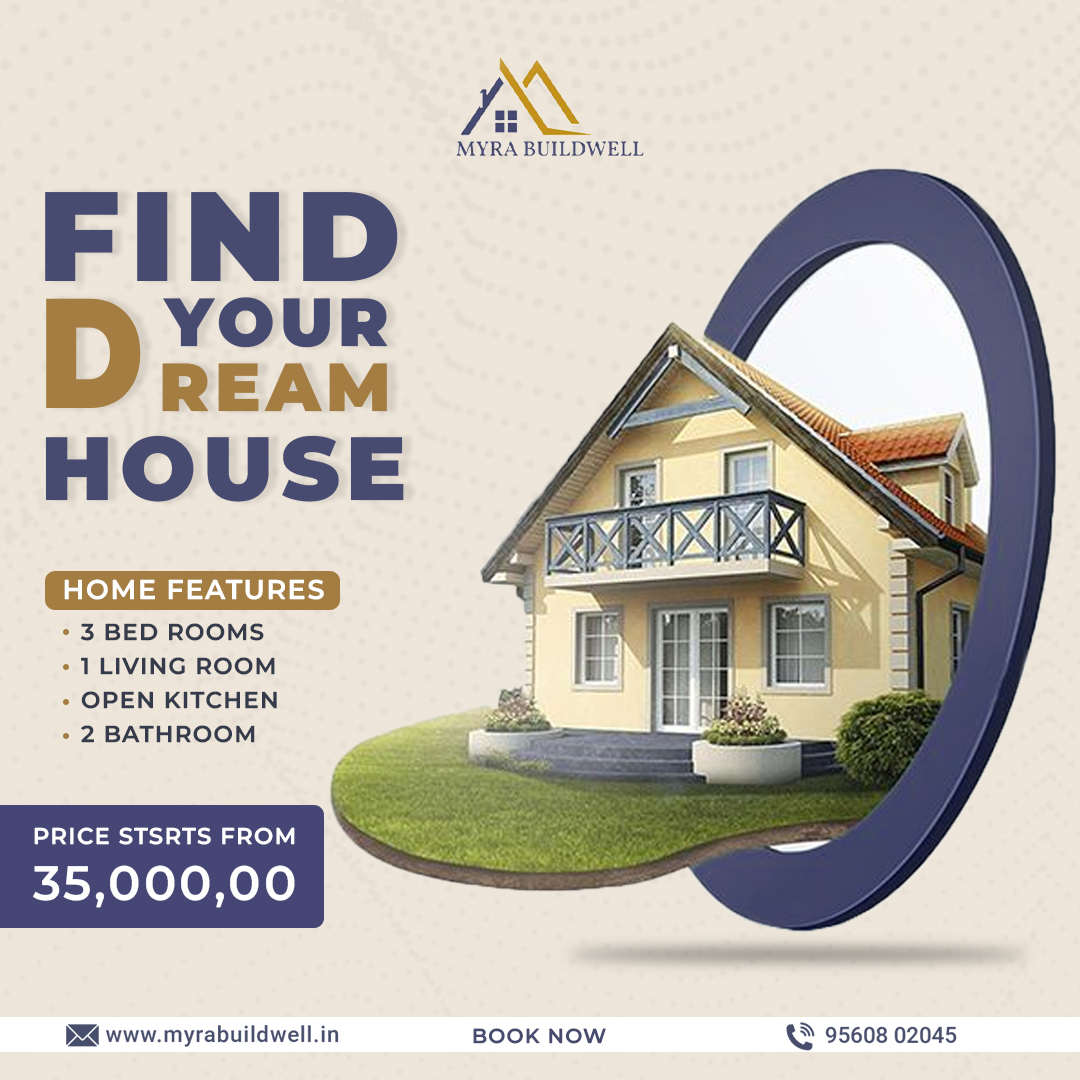 MYRA BUILDWELL
FIND
YOUR
DREAM
HOUSE
HOME FEATURES
• 3 BED ROOMS
• 1 LIVING ROOM
• OPEN KITCHEN
• 2 BATHROOM
PRICE STSRTS FROM
35,000,00
www.myrabuildwell.in
BOOK NOW
95608 02045